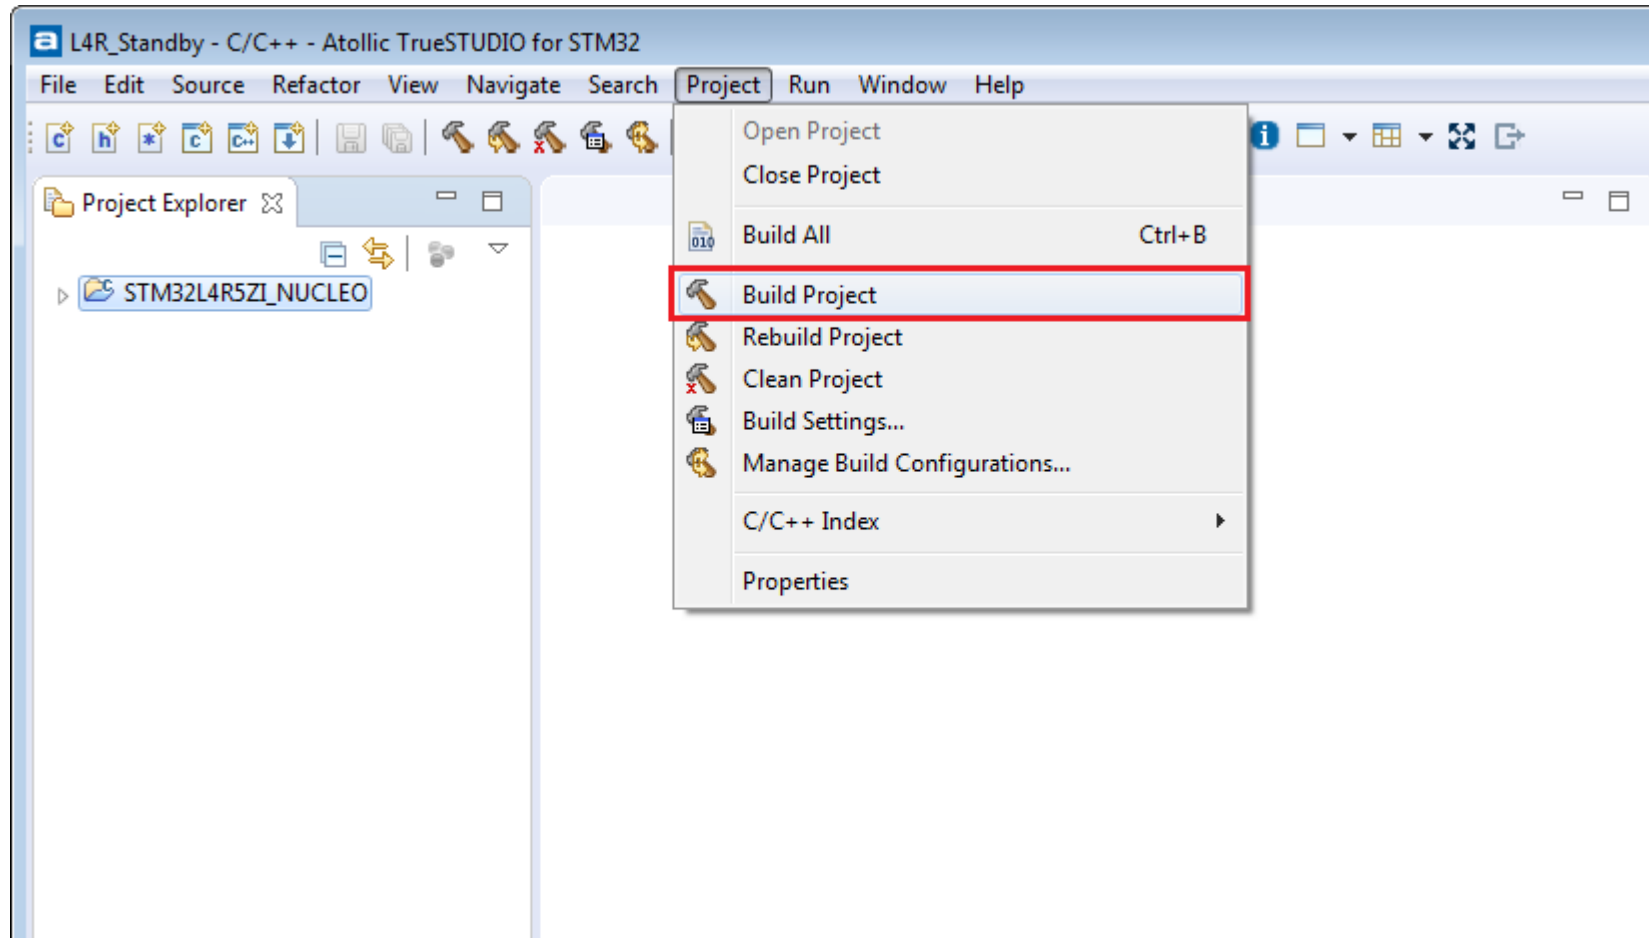 L4R_Standby - C/C++ - Atollic TrueSTUDIO for STM32
File Edit Source Refactor View Navigate Search Project Run Window Help
Open Project
Close Project
Project Explorer
Build All Ctrl+B
STM32L4R5ZI_NUCLEO
Build Project
Rebuild Project
Clean Project
Build Settings...
Manage Build Configurations...
C/C++ Index
Properties